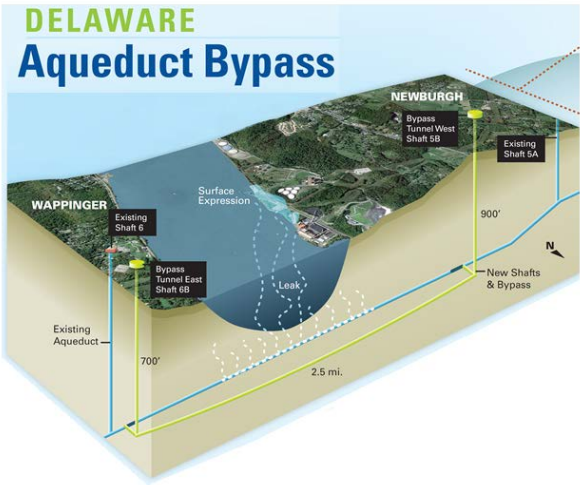 DELAWARE
Aqueduct Bypass
NEWBURGH
Bypass
Tunnel West
Shaft 5B
Existing
Shaft 5A
Surface
Expression
WAPPINGER
Existing
Shaft 6
Bypass
Tunnel East
Shaft 6B
900'
N
Leak
New Shafts
& Bypass
Existing
Aqueduct
700'
2.5 mi.